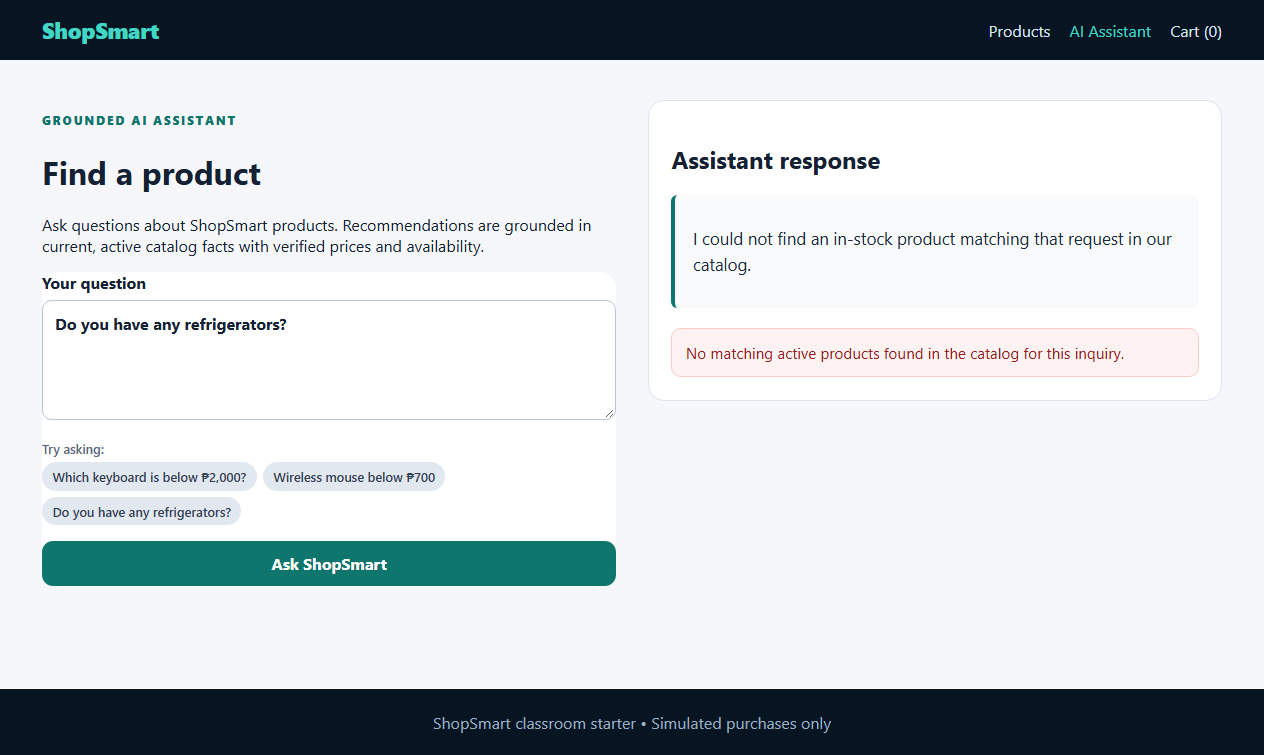 ShopSmart
Products
AI Assistant
Cart (0)
GROUNDED AI ASSISTANT
Find a product
Ask questions about ShopSmart products. Recommendations are grounded in
current, active catalog facts with verified prices and availability.
Your question
Do you have any refrigerators?
Try asking:
Which keyboard is below ₱2,000?
Wireless mouse below ₱700
Do you have any refrigerators?
Ask ShopSmart
Assistant response
I could not find an in-stock product matching that request in our
catalog.
No matching active products found in the catalog for this inquiry.
ShopSmart classroom starter • Simulated purchases only